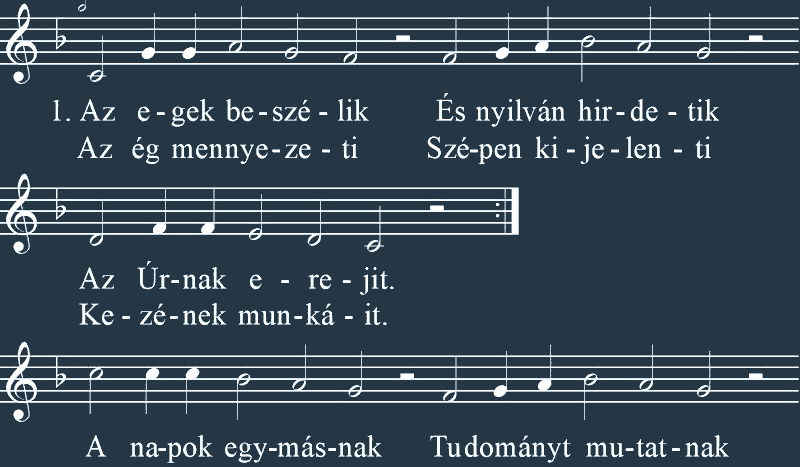 1. Az e - gek be - szé - lik És nyilván hir - de - tik
Az ég mennye - ze - ti Szé - pen ki - je - len - ti
Az Úr - nak e - re - jit.
Ke - zé - nek mun - ká - it.
A na - pok egy - más - nak Tudományt mu - tat - nak